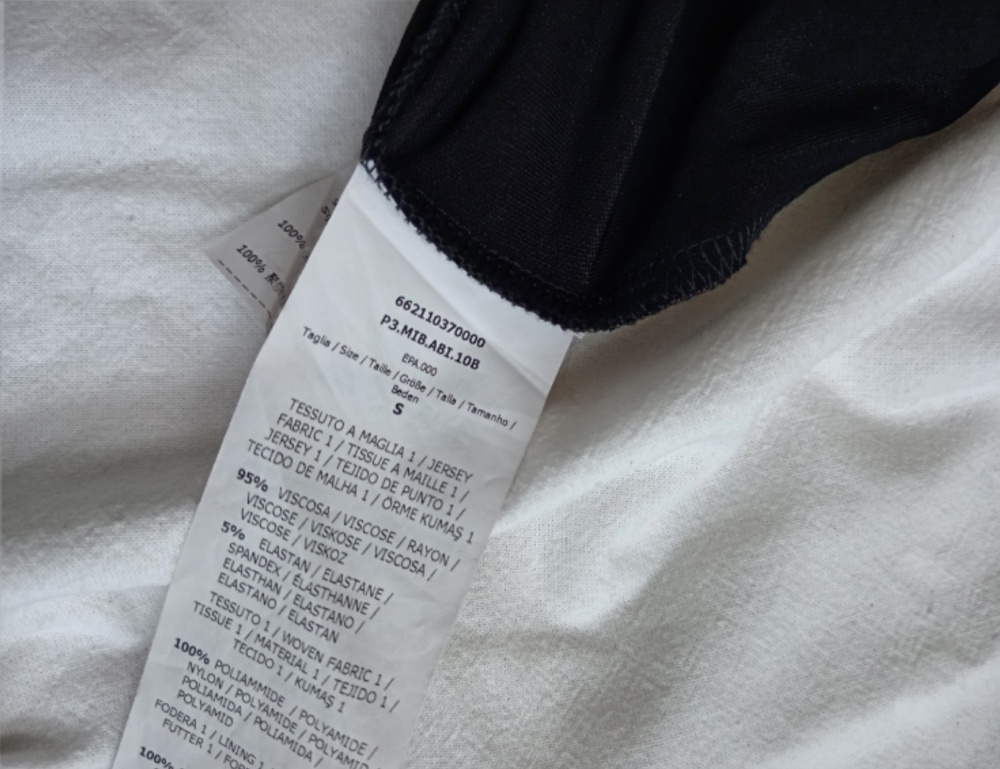 100%
100%
662110370000
P3.MIB.ABI.10B
EPA.000
Taglia / Size / Taille / Größe / Talla / Tamanho /
Beden
S
TESSUTO A MAGLIA 1 / JERSEY
FABRIC 1 / TISSUE A MAILLE 1 /
JERSEY 1 / TEJIDO DE PUNTO 1 /
TECIDO DE MALHA 1 / ÖRME KUMAŞ 1
95% VISCOSA / VISCOSE / RAYON /
VISCOSE / VISKOSE / VISCOSA /
VISCOSE / VISKOZ
5% ELASTAN / ELASTANE /
SPANDEX / ÉLASTHANNE /
ELASTHAN / ELASTANO /
ELASTANO / ELASTAN
TESSUTO 1 / WOVEN FABRIC 1 /
TISSUE 1 / MATERIAL 1 / TEJIDO 1 /
TECIDO 1 / KUMAŞ 1
100% POLIAMMIDE / POLYAMIDE /
NYLON / POLYAMIDE / POLYAMID /
POLIAMIDA / POLIAMIDA /
POLYAMID
FODERA 1 / LINING 1
FUTTER 1 /
100%